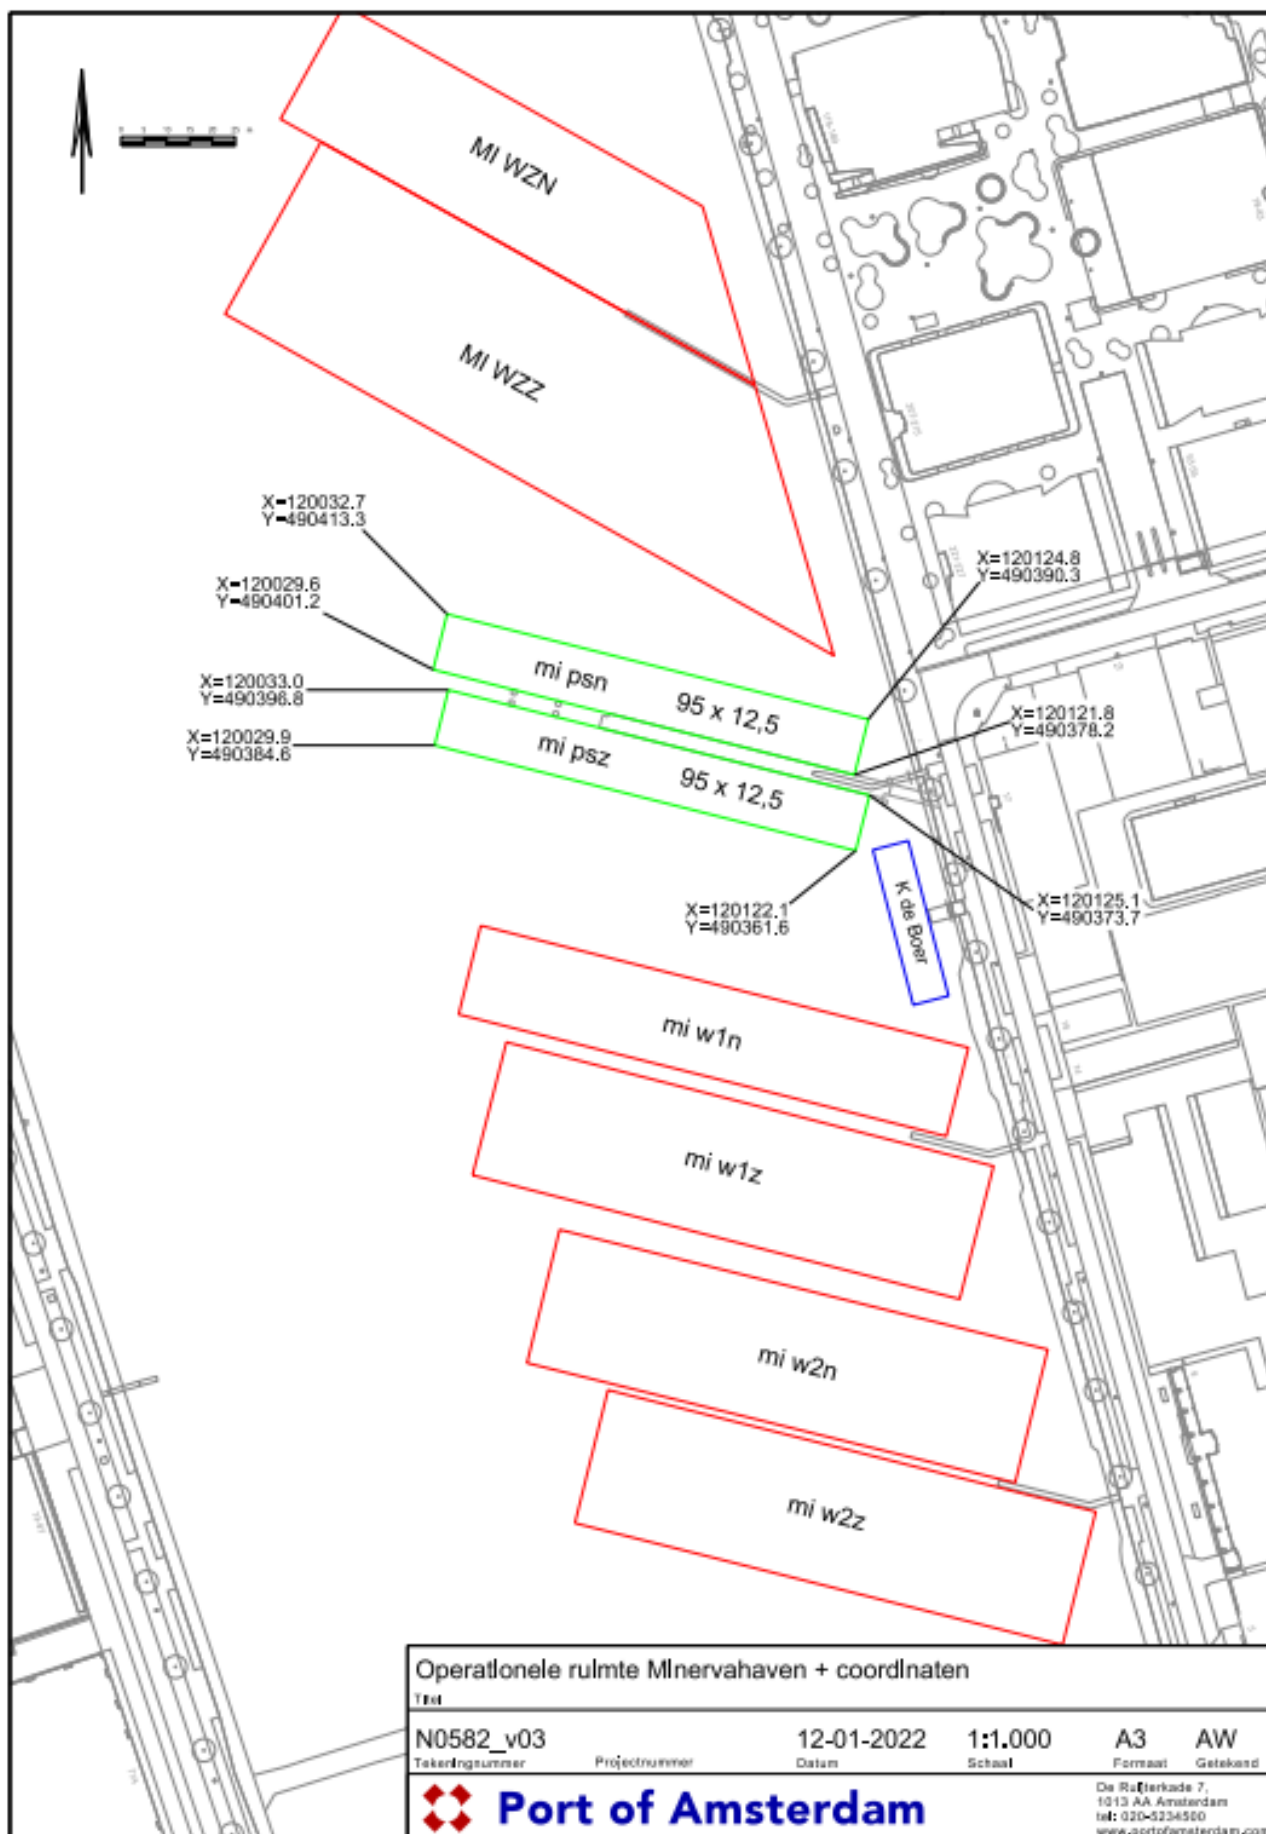 MI WZN
MI WZZ
X=120032.7
Y=490413.3
X=120029.6
Y=490401.2
X=120033.0
Y=490396.8
X=120029.9
Y=490384.6
X=120124.8
Y=490390.3
X=120121.8
Y=490378.2
mi psn
95 x 12,5
mi psz
95 x 12,5
X=120122.1
Y=490361.6
X=120125.1
Y=490373.7
K de Boer
mi w1n
mi w1z
mi w2n
mi w2z
Operationele ruimte Minervahaven + coordinaten
Titel
N0582_v03 12-01-2022 1:1.000 A3 AW
Tekeningnummer Projectnummer Datum Schaal Formaat Getekend
Port of Amsterdam
De Ruijterkade 7,
1013 AA Amsterdam
tel: 020-5234500
www.portofamsterdam.com